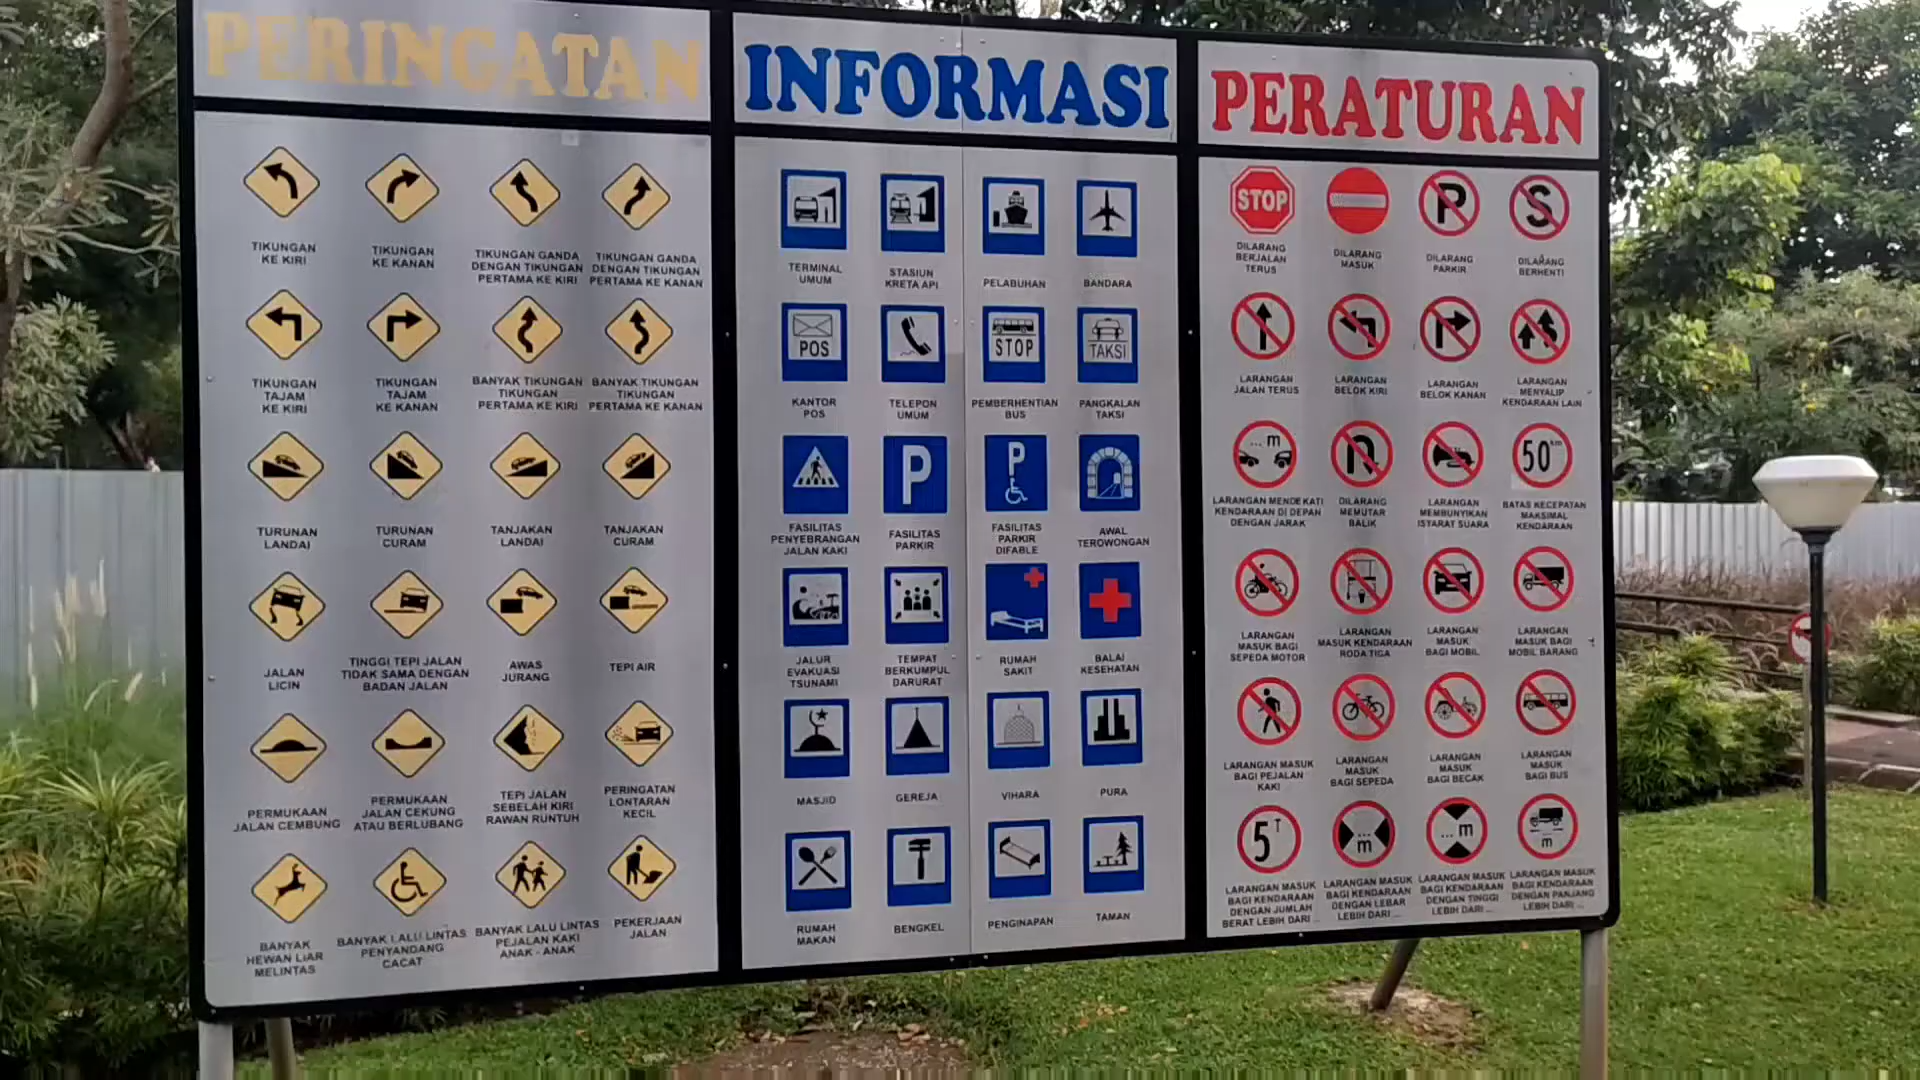 PERINGATAN
TIKUNGAN
KE KIRI
TIKUNGAN
KE KANAN
TIKUNGAN GANDA
DENGAN TIKUNGAN
PERTAMA KE KIRI
TIKUNGAN GANDA
DENGAN TIKUNGAN
PERTAMA KE KANAN
TIKUNGAN
TAJAM
KE KIRI
TIKUNGAN
TAJAM
KE KANAN
BANYAK TIKUNGAN
TIKUNGAN
PERTAMA KE KIRI
BANYAK TIKUNGAN
TIKUNGAN
PERTAMA KE KANAN
TURUNAN
LANDAI
TURUNAN
CURAM
TANJAKAN
LANDAI
TANJAKAN
CURAM
JALAN
LICIN
TINGGI TEPI JALAN
TIDAK SAMA DENGAN
BADAN JALAN
AWAS
JURANG
TEPI AIR
PERMUKAAN
JALAN CEMBUNG
PERMUKAAN
JALAN CEKUNG
ATAU BERLUBANG
TEPI JALAN
SEBELAH KIRI
RAWAN RUNTUH
PERINGATAN
LONTARAN
KECIL
BANYAK
HEWAN LIAR
MELINTAS
BANYAK LALU LINTAS
PENYANDANG
CACAT
BANYAK LALU LINTAS
PEJALAN KAKI
ANAK - ANAK
PEKERJAAN
JALAN
INFORMASI
TERMINAL
UMUM
STASIUN
KRETA API
PELABUHAN
BANDARA
POS
KANTOR
POS
TELEPON
UMUM
STOP
PEMBERHENTIAN
BUS
TAKSI
PANGKALAN
TAKSI
FASILITAS
PENYEBRANGAN
JALAN KAKI
P
FASILITAS
PARKIR
P
FASILITAS
PARKIR
DIFABLE
AWAL
TEROWONGAN
JALUR
EVAKUASI
TSUNAMI
TEMPAT
BERKUMPUL
DARURAT
RUMAH
SAKIT
BALAI
KESEHATAN
MASJID
GEREJA
VIHARA
PURA
RUMAH
MAKAN
BENGKEL
PENGINAPAN
TAMAN
PERATURAN
STOP
DILARANG
BERJALAN
TERUS
DILARANG
MASUK
P
DILARANG
PARKIR
S
DILARANG
BERHENTI
LARANGAN
JALAN TERUS
LARANGAN
BELOK KIRI
LARANGAN
BELOK KANAN
LARANGAN
MENYALIP
KENDARAAN LAIN
... m
LARANGAN MENDEKATI
KENDARAAN DI DEPAN
DENGAN JARAK
DILARANG
MEMUTAR
BALIK
LARANGAN
MEMBUNYIKAN
ISTARAT SUARA
50 km
BATAS KECEPATAN
MAKSIMAL
KENDARAAN
LARANGAN
MASUK BAGI
SEPEDA MOTOR
LARANGAN
MASUK KENDARAAN
RODA TIGA
LARANGAN
MASUK
BAGI MOBIL
LARANGAN
MASUK BAGI
MOBIL BARANG
LARANGAN MASUK
BAGI PEJALAN
KAKI
LARANGAN
MASUK
BAGI SEPEDA
LARANGAN
MASUK
BAGI BECAK
LARANGAN
MASUK
BAGI BUS
5 T
LARANGAN MASUK
BAGI KENDARAAN
DENGAN JUMLAH
BERAT LEBIH DARI ...
... m
LARANGAN MASUK
BAGI KENDARAAN
DENGAN LEBAR
LEBIH DARI ...
... m
LARANGAN MASUK
BAGI KENDARAAN
DENGAN TINGGI
LEBIH DARI ...
m
LARANGAN MASUK
BAGI KENDARAAN
DENGAN PANJANG
LEBIH DARI ...